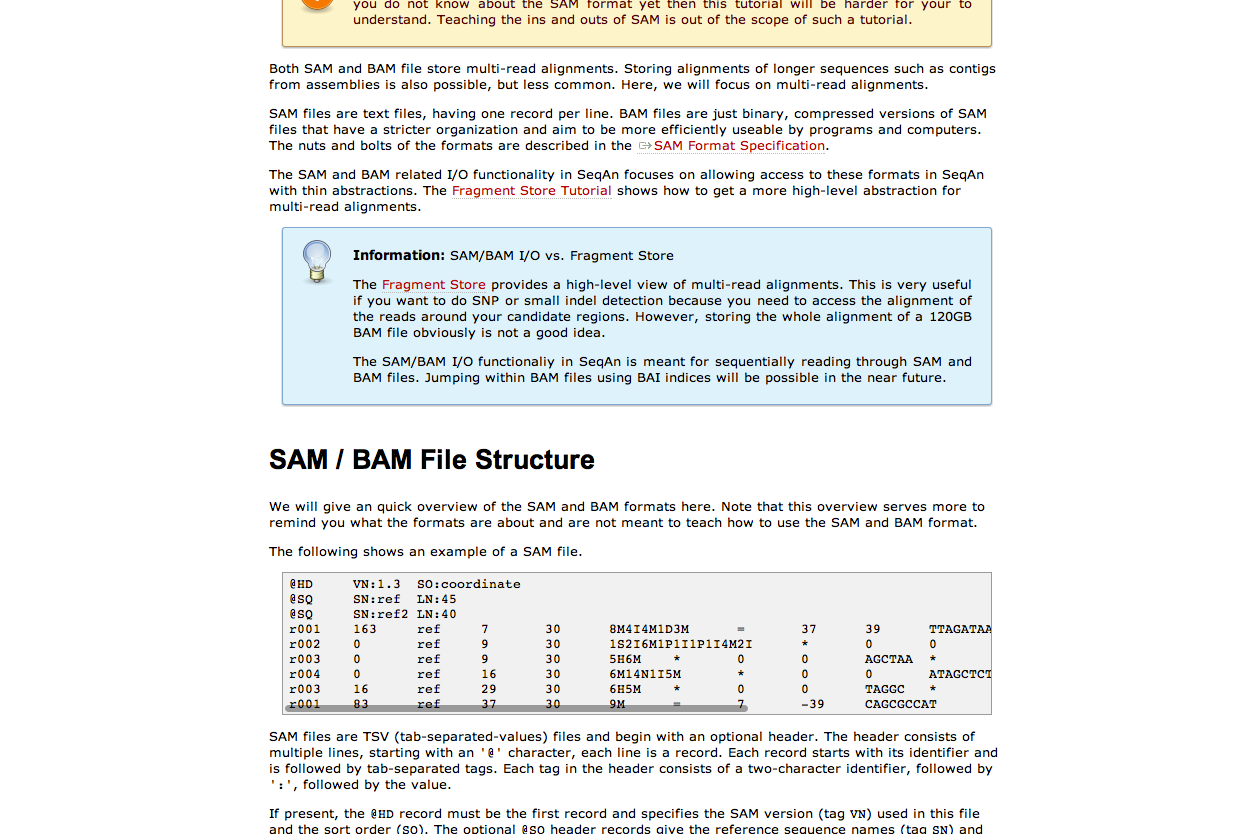 you do not know about the SAM format yet then this tutorial will be harder for your to
understand. Teaching the ins and outs of SAM is out of the scope of such a tutorial.
Both SAM and BAM file store multi-read alignments. Storing alignments of longer sequences such as contigs
from assemblies is also possible, but less common. Here, we will focus on multi-read alignments.
SAM files are text files, having one record per line. BAM files are just binary, compressed versions of SAM
files that have a stricter organization and aim to be more efficiently useable by programs and computers.
The nuts and bolts of the formats are described in the SAM Format Specification.
The SAM and BAM related I/O functionality in SeqAn focuses on allowing access to these formats in SeqAn
with thin abstractions. The Fragment Store Tutorial shows how to get a more high-level abstraction for
multi-read alignments.
Information: SAM/BAM I/O vs. Fragment Store
The Fragment Store provides a high-level view of multi-read alignments. This is very useful
if you want to do SNP or small indel detection because you need to access the alignment of
the reads around your candidate regions. However, storing the whole alignment of a 120GB
BAM file obviously is not a good idea.
The SAM/BAM I/O functionaliy in SeqAn is meant for sequentially reading through SAM and
BAM files. Jumping within BAM files using BAI indices will be possible in the near future.
SAM / BAM File Structure
We will give an quick overview of the SAM and BAM formats here. Note that this overview serves more to
remind you what the formats are about and are not meant to teach how to use the SAM and BAM format.
The following shows an example of a SAM file.
@HD VN:1.3 SO:coordinate
@SQ SN:ref LN:45
@SQ SN:ref2 LN:40
r001 163 ref 7 30 8M4I4M1D3M = 37 39 TTAGATAA
r002 0 ref 9 30 1S2I6M1P1I1P1I4M2I * 0 0
r003 0 ref 9 30 5H6M * 0 0 AGCTAA *
r004 0 ref 16 30 6M14N1I5M * 0 0 ATAGCTCT
r003 16 ref 29 30 6H5M * 0 0 TAGGC *
r001 83 ref 37 30 9M = 7 -39 CAGCGCCAT
SAM files are TSV (tab-separated-values) files and begin with an optional header. The header consists of
multiple lines, starting with an '@' character, each line is a record. Each record starts with its identifier and
is followed by tab-separated tags. Each tag in the header consists of a two-character identifier, followed by
':', followed by the value.
If present, the @HD record must be the first record and specifies the SAM version (tag VN) used in this file
and the sort order (SO). The optional @SQ header records give the reference sequence names (tag SN) and